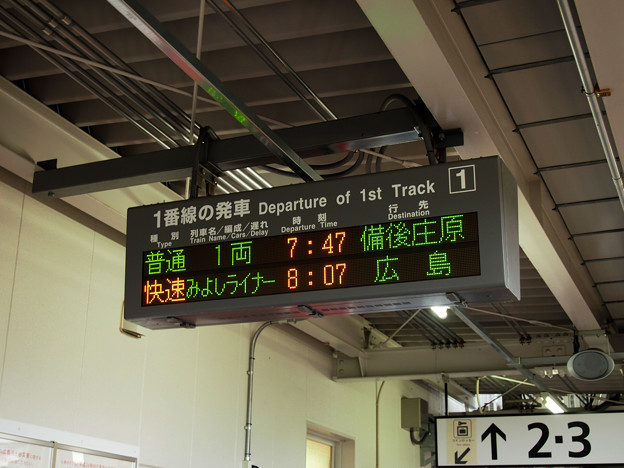 1番線の発車 Departure of 1st Track 1
種別 列車名/編成/遅れ 時刻 行先
Type Train Name/Cars/Delay Departure Time Destination
普通 1両 7:47 備後庄原
快速 みよしライナー 8:07 広島
↙ ↑ 2・3